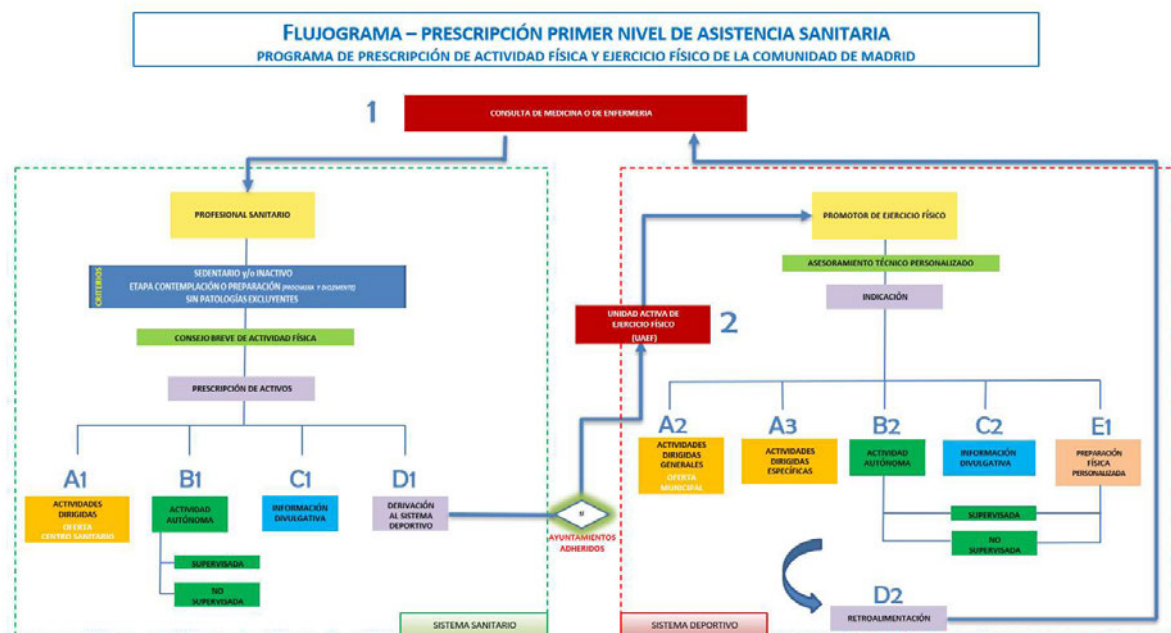 FLUJOGRAMA – PRESCRIPCIÓN PRIMER NIVEL DE ASISTENCIA SANITARIA
PROGRAMA DE PRESCRIPCIÓN DE ACTIVIDAD FÍSICA Y EJERCICIO FÍSICO DE LA COMUNIDAD DE MADRID
1
CONSULTA DE MEDICINA O DE ENFERMERIA
PROFESIONAL SANITARIO
CRITERIOS
SEDENTARIO y/o INACTIVO
ETAPA CONTEMPLACIÓN O PREPARACIÓN (PROCHASKA Y DICLEMENTE)
SIN PATOLOGÍAS EXCLUYENTES
CONSEJO BREVE DE ACTIVIDAD FÍSICA
PRESCRIPCIÓN DE ACTIVOS
A1
ACTIVIDADES
DIRIGIDAS
OFERTA
CENTRO SANITARIO
B1
ACTIVIDAD
AUTÓNOMA
SUPERVISADA
NO
SUPERVISADA
C1
INFORMACIÓN
DIVULGATIVA
D1
DERIVACIÓN
AL SISTEMA
DEPORTIVO
SISTEMA SANITARIO
AYUNTAMIENTOS
ADHERIDOS
UNIDAD ACTIVA DE
EJERCICIO FÍSICO
(UAEF)
2
PROMOTOR DE EJERCICIO FÍSICO
ASESORAMIENTO TÉCNICO PERSONALIZADO
INDICACIÓN
A2
ACTIVIDADES
DIRIGIDAS
GENERALES
OFERTA
MUNICIPAL
A3
ACTIVIDADES
DIRIGIDAS
ESPECÍFICAS
B2
ACTIVIDAD
AUTÓNOMA
C2
INFORMACIÓN
DIVULGATIVA
E1
PREPARACIÓN
FÍSICA
PERSONALIZADA
SUPERVISADA
NO
SUPERVISADA
D2
RETROALIMENTACIÓN
SISTEMA DEPORTIVO